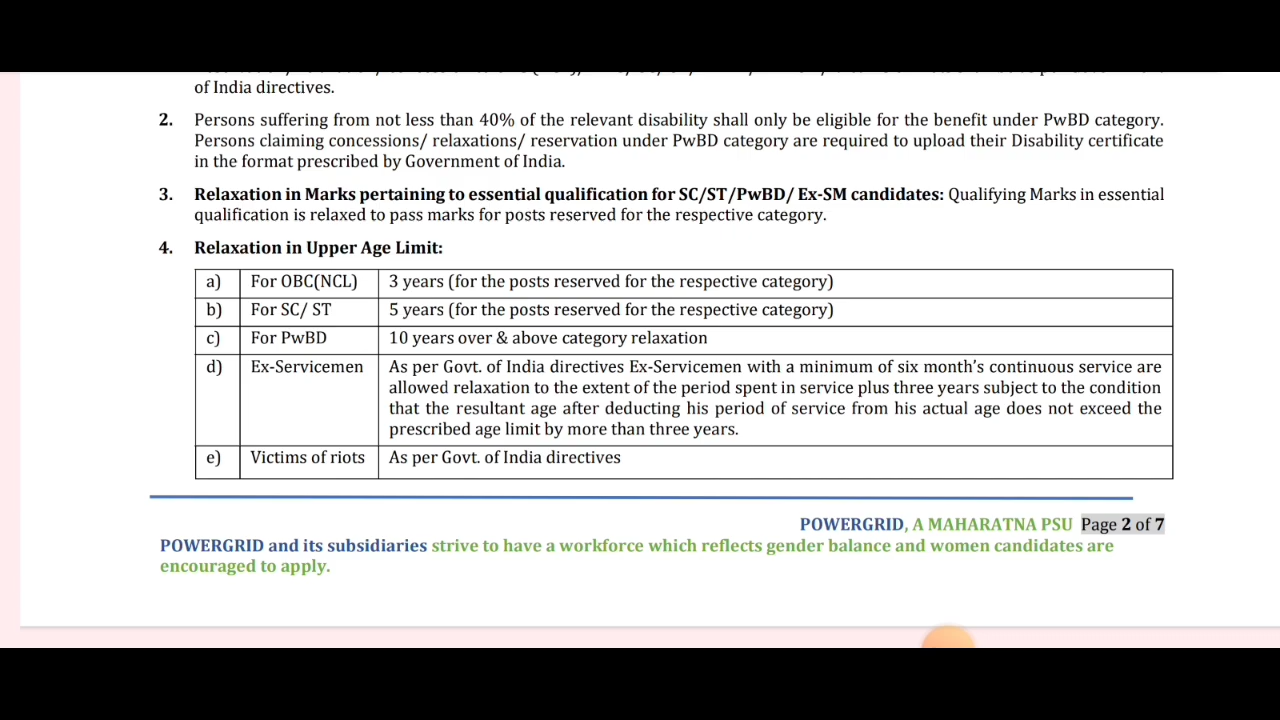 of India directives.
2. Persons suffering from not less than 40% of the relevant disability shall only be eligible for the benefit under PwBD category.
Persons claiming concessions/ relaxations/ reservation under PwBD category are required to upload their Disability certificate
in the format prescribed by Government of India.
3. Relaxation in Marks pertaining to essential qualification for SC/ST/PwBD/ Ex-SM candidates: Qualifying Marks in essential
qualification is relaxed to pass marks for posts reserved for the respective category.
4. Relaxation in Upper Age Limit:
a) For OBC(NCL) 3 years (for the posts reserved for the respective category)
b) For SC/ ST 5 years (for the posts reserved for the respective category)
c) For PwBD 10 years over & above category relaxation
d) Ex-Servicemen As per Govt. of India directives Ex-Servicemen with a minimum of six month’s continuous service are
allowed relaxation to the extent of the period spent in service plus three years subject to the condition
that the resultant age after deducting his period of service from his actual age does not exceed the
prescribed age limit by more than three years.
e) Victims of riots As per Govt. of India directives
POWERGRID, A MAHARATNA PSU Page 2 of 7
POWERGRID and its subsidiaries strive to have a workforce which reflects gender balance and women candidates are
encouraged to apply.